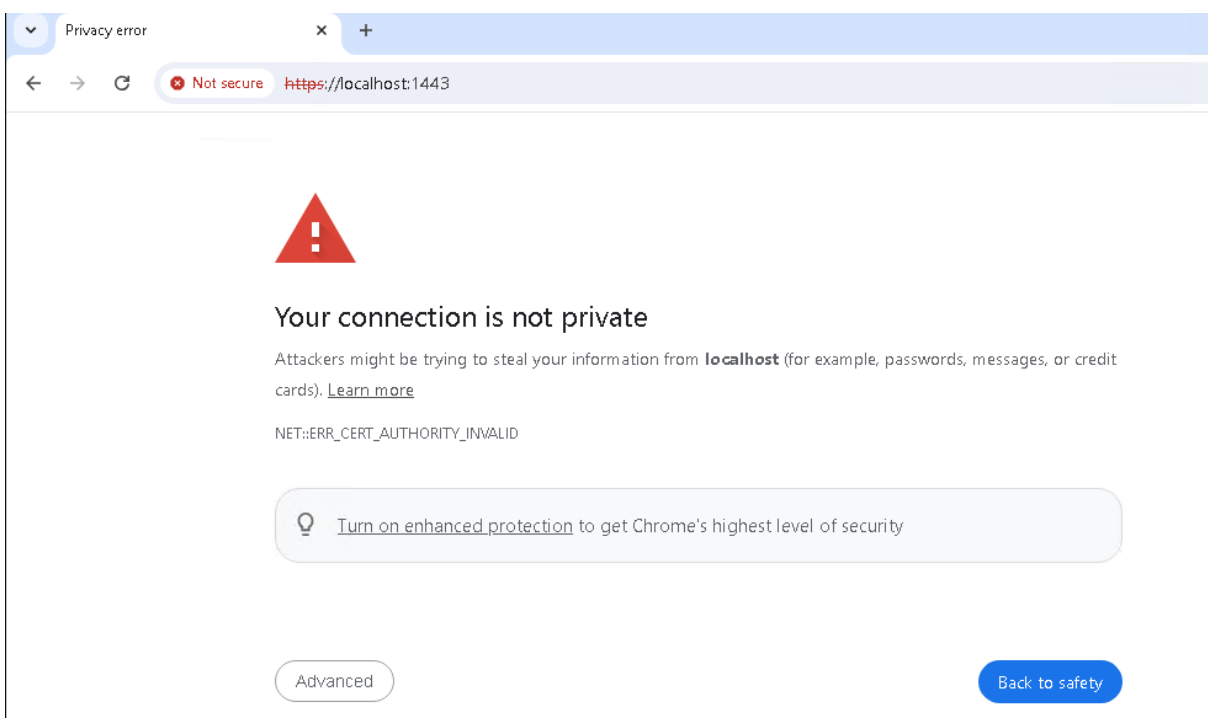 Privacy error
Not secure https://localhost:1443
Your connection is not private
Attackers might be trying to steal your information from localhost (for example, passwords, messages, or credit
cards). Learn more
NET::ERR_CERT_AUTHORITY_INVALID
Turn on enhanced protection to get Chrome's highest level of security
Advanced
Back to safety